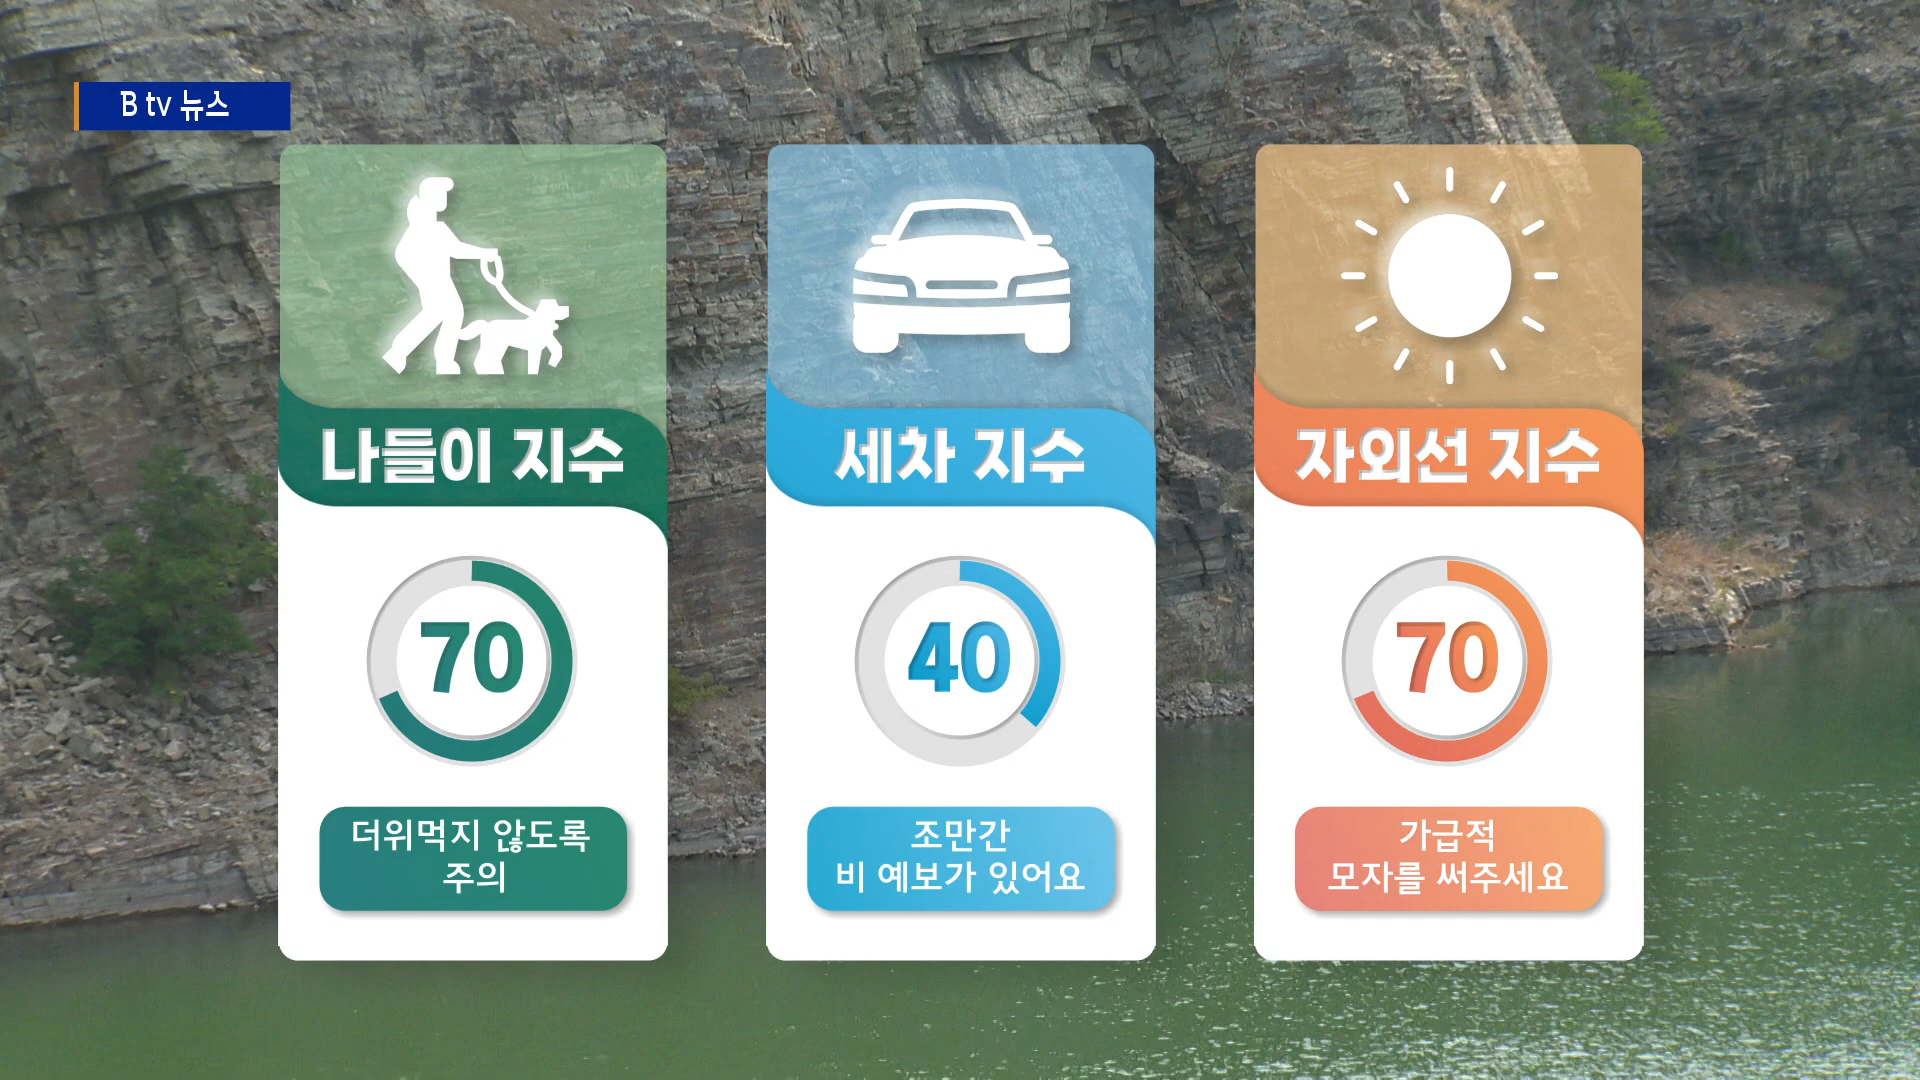 B tv 뉴스
나들이 지수
70
더위먹지 않도록
주의
세차 지수
40
조만간
비 예보가 있어요
자외선 지수
70
가급적
모자를 써주세요